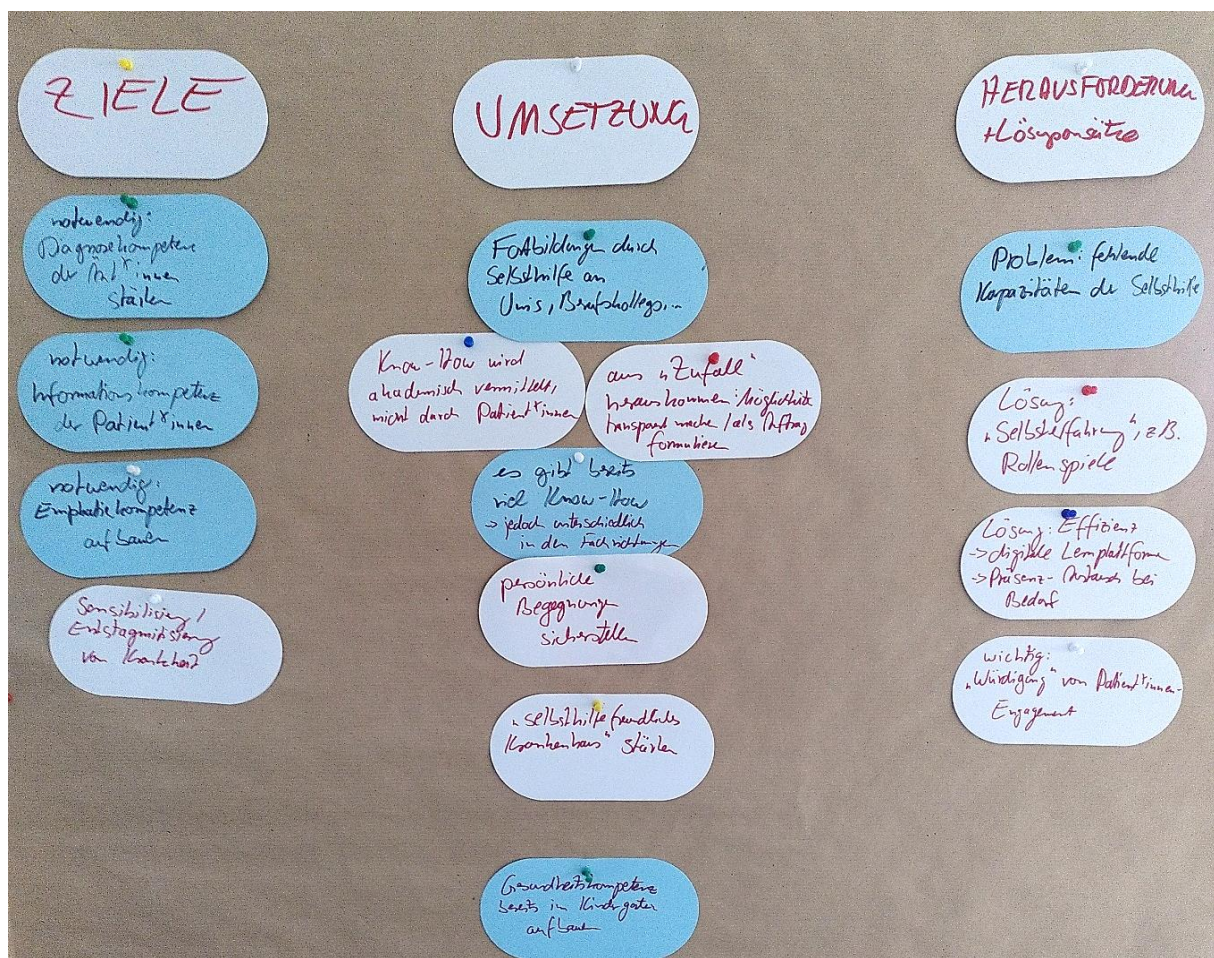 ZIELE
notwendig:
Diagnosekompetenz
der Ärzt*innen
stärken
notwendig:
Informationskompetenz
der Patient*innen
notwendig:
Empathiekompetenz
aufbauen
Sensibilisierung /
Entstagmitisierung
von Krankheit
UMSETZUNG
Fortbildungen durch
Selbsthilfe an
Unis, Berufskollegs,..
Know-How wird
akademisch vermittelt,
nicht durch Patient*innen
aus „Zufall“
herauskommen: Möglichkeit
transparent machen / als Auftrag
formulieren
es gibt bereits
viel Know-How
-> jedoch unterschiedlich
in den Fachrichtungen
persönliche
Begegnungen
sicherstellen
„selbsthilfefreundliches
Krankenhaus“ stärken
Gesundheitskompetenz
bereits im Kindergarten
aufbauen
HERAUSFORDERUNG
+Lösungsansätze
Problem: fehlende
Kapazitäten der Selbsthilfe
Lösung:
„Selbsterfahrung“, z.B.
Rollenspiele
Lösung: Effizienz
-> digitale Lernplattform
-> Präsenz-Austausch bei
Bedarf
wichtig:
„Würdigung“ von Patient*innen-
Engagement